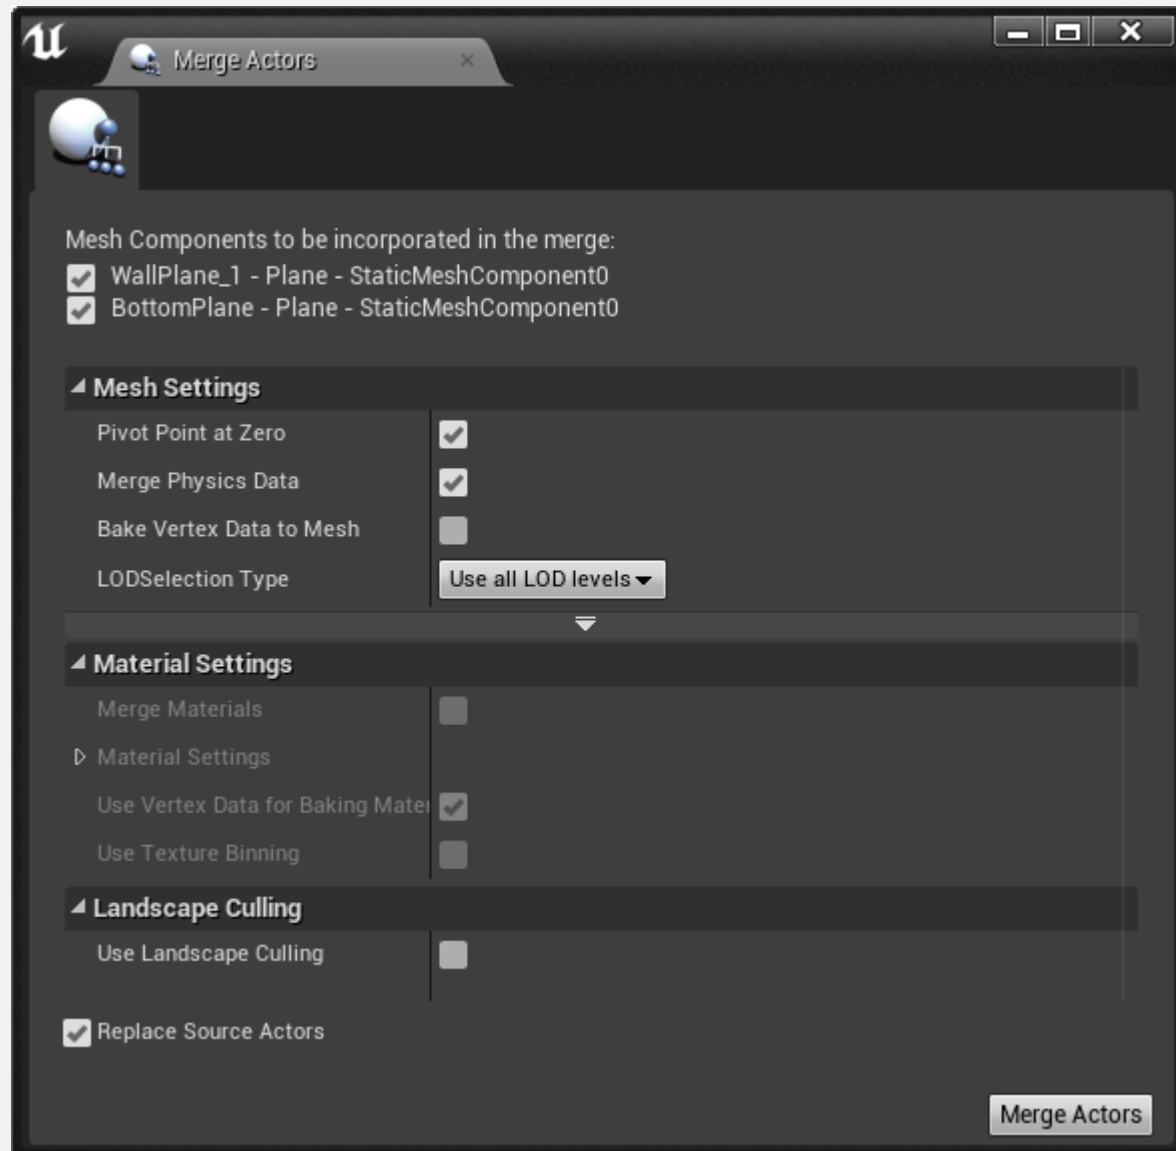 Merge Actors
Mesh Components to be incorporated in the merge:
WallPlane_1 - Plane - StaticMeshComponent0
BottomPlane - Plane - StaticMeshComponent0
Mesh Settings
Pivot Point at Zero
Merge Physics Data
Bake Vertex Data to Mesh
LODSelection Type Use all LOD levels
Material Settings
Merge Materials
Material Settings
Use Vertex Data for Baking Mater
Use Texture Binning
Landscape Culling
Use Landscape Culling
Replace Source Actors
Merge Actors